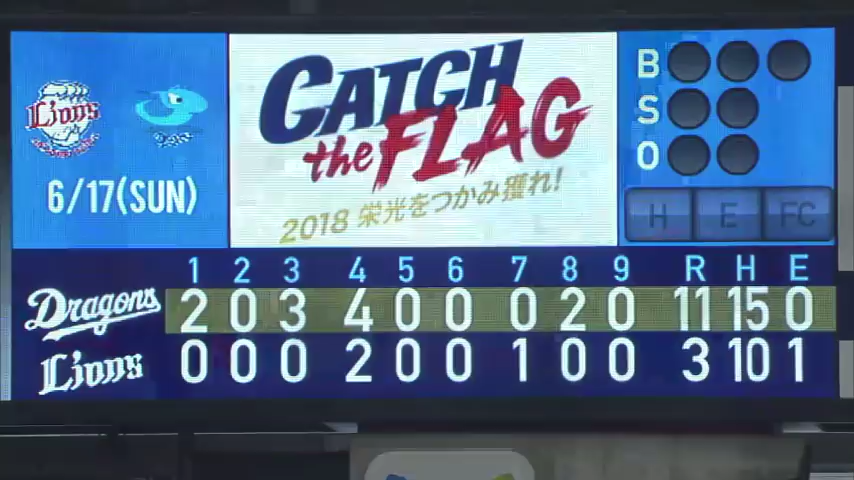 Lions
6/17(SUN)
CATCH
the FLAG
2018 栄光をつかみ獲れ!
B
S
O
H E FC
1 2 3 4 5 6 7 8 9 R H E
Dragons 2 0 3 4 0 0 0 2 0 11 15 0
Lions 0 0 0 2 0 0 1 0 0 3 10 1